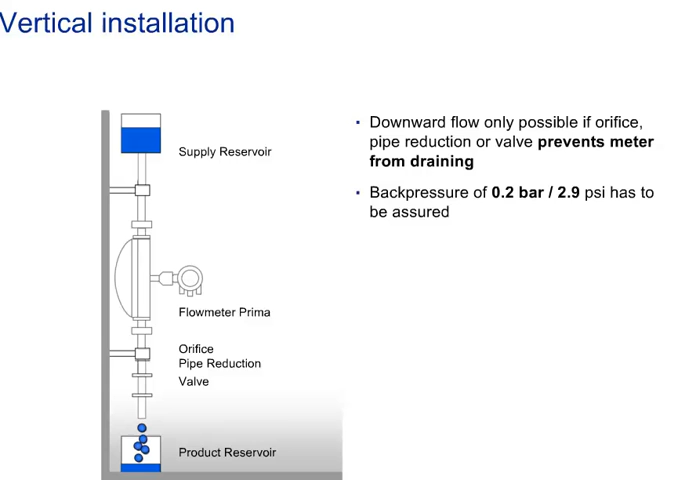 Vertical installation
Supply Reservoir
Flowmeter Prima
Orifice
Pipe Reduction
Valve
Product Reservoir
▪ Downward flow only possible if orifice,
pipe reduction or valve prevents meter
from draining
▪ Backpressure of 0.2 bar / 2.9 psi has to
be assured